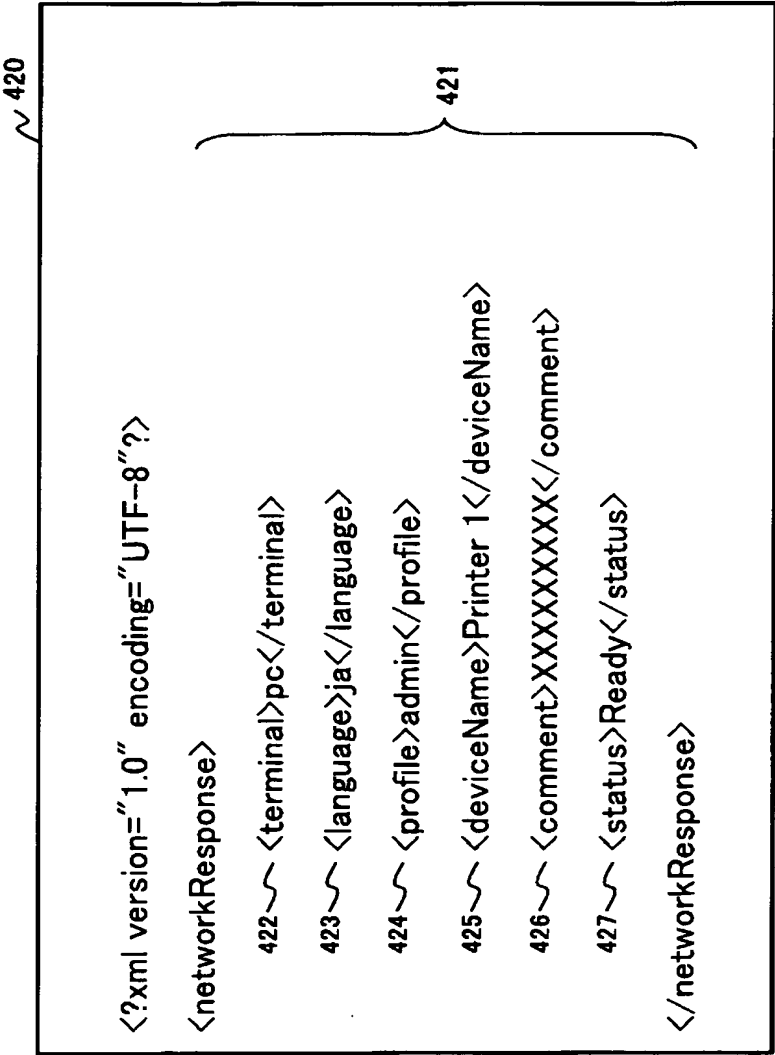 420
<?xml version="1.0" encoding="UTF-8"?>
<networkResponse>
422 <terminal>pc</terminal>
423 <language>ja</language>
424 <profile>admin</profile>
425 <deviceName>Printer 1</deviceName>
426 <comment>XXXXXXXXXX</comment>
427 <status>Ready</status>
</networkResponse>
421